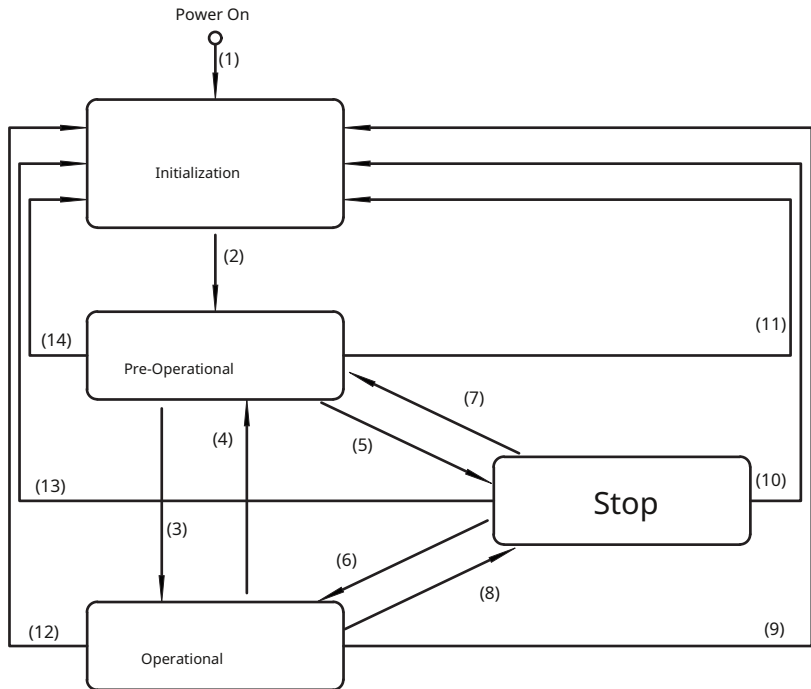 Power On
(1)
Initialization
(2)
(14)
(11)
Pre-Operational
(7)
(4)
(5)
(13)
(10)
Stop
(3)
(6)
(8)
(12)
(9)
Operational